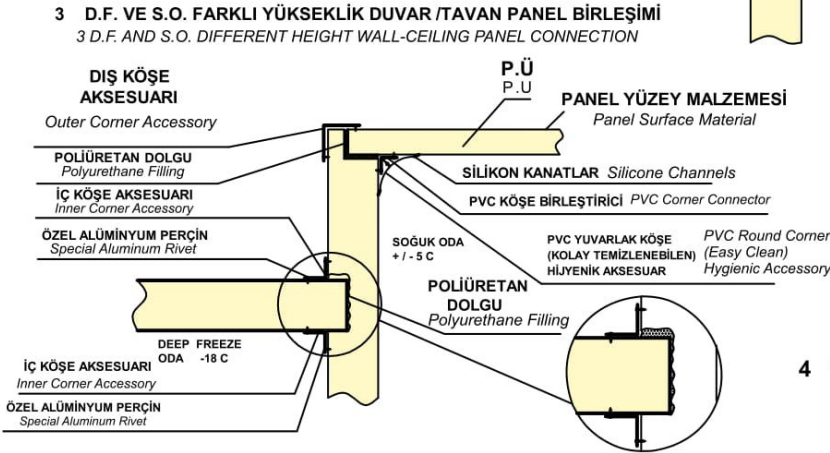 3 D.F. VE S.O. FARKLI YÜKSEKLİK DUVAR /TAVAN PANEL BİRLEŞİMİ
3 D.F. AND S.O. DIFFERENT HEIGHT WALL-CEILING PANEL CONNECTION
DIŞ KÖŞE
AKSESUARI
Outer Corner Accessory
P.Ü
P.U
PANEL YÜZEY MALZEMESİ
Panel Surface Material
POLİÜRETAN DOLGU
Polyurethane Filling
SİLİKON KANATLAR Silicone Channels
İÇ KÖŞE AKSESUARI
Inner Corner Accessory
PVC KÖŞE BİRLEŞTİRİCİ PVC Corner Connector
ÖZEL ALÜMİNYUM PERÇİN
Special Aluminum Rivet
SOĞUK ODA
+ / - 5 C
PVC YUVARLAK KÖŞE
(KOLAY TEMİZLENEBİLEN)
HİJYENİK AKSESUAR
PVC Round Corner
(Easy Clean)
Hygienic Accessory
POLİÜRETAN
DOLGU
Polyurethane Filling
DEEP FREEZE
ODA -18 C
İÇ KÖŞE AKSESUARI
Inner Corner Accessory
ÖZEL ALÜMİNYUM PERÇİN
Special Aluminum Rivet
4